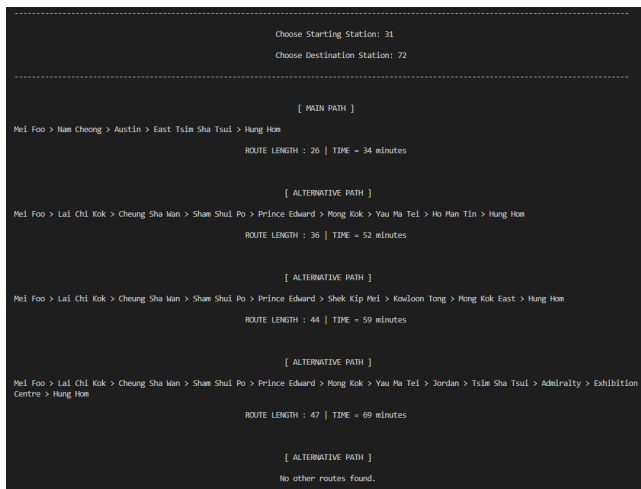 Choose Starting Station: 31
Choose Destination Station: 72
[ MAIN PATH ]
Mei Foo > Nam Cheong > Austin > East Tsim Sha Tsui > Hung Hom
ROUTE LENGTH : 26 | TIME = 34 minutes
[ ALTERNATIVE PATH ]
Mei Foo > Lai Chi Kok > Cheung Sha Wan > Sham Shui Po > Prince Edward > Mong Kok > Yau Ma Tei > Ho Man Tin > Hung Hom
ROUTE LENGTH : 36 | TIME = 52 minutes
[ ALTERNATIVE PATH ]
Mei Foo > Lai Chi Kok > Cheung Sha Wan > Sham Shui Po > Prince Edward > Shek Kip Mei > Kowloon Tong > Mong Kok East > Hung Hom
ROUTE LENGTH : 44 | TIME = 59 minutes
[ ALTERNATIVE PATH ]
Mei Foo > Lai Chi Kok > Cheung Sha Wan > Sham Shui Po > Prince Edward > Mong Kok > Yau Ma Tei > Jordan > Tsim Sha Tsui > Admiralty > Exhibition
Centre > Hung Hom
ROUTE LENGTH : 47 | TIME = 69 minutes
[ ALTERNATIVE PATH ]
No other routes found.